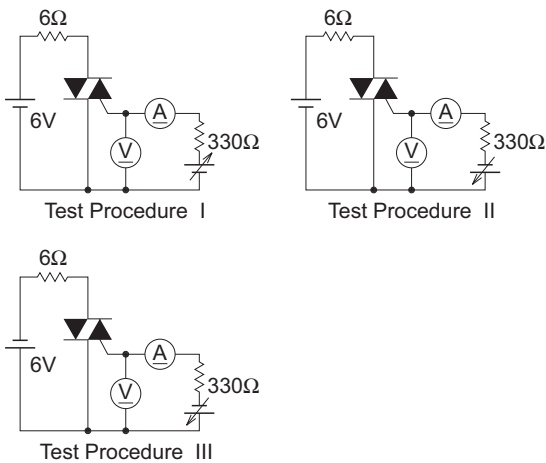 6Ω
6V
A
V
330Ω
Test Procedure I
6Ω
6V
A
V
330Ω
Test Procedure II
6Ω
6V
A
V
330Ω
Test Procedure III